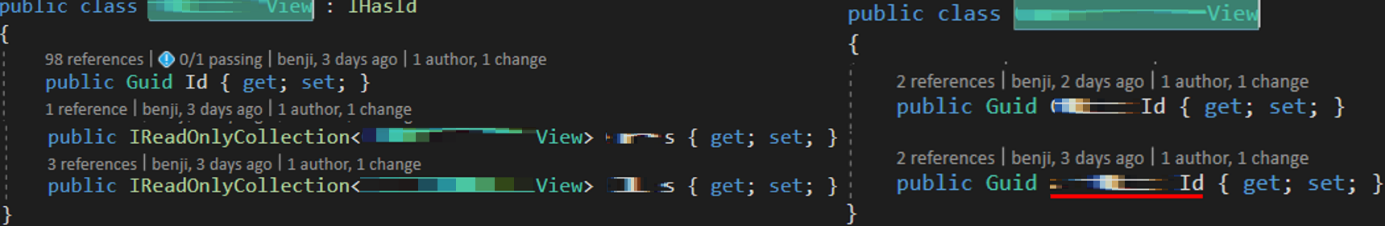 public class View : IHasId
{
98 references | 0/1 passing | benji, 3 days ago | 1 author, 1 change
public Guid Id { get; set; }
1 reference | benji, 3 days ago | 1 author, 1 change
public IReadOnlyCollection< View> s { get; set; }
3 references | benji, 3 days ago | 1 author, 1 change
public IReadOnlyCollection< View> s { get; set; }
}
public class View
{
2 references | benji, 2 days ago | 1 author, 1 change
public Guid Id { get; set; }
2 references | benji, 3 days ago | 1 author, 1 change
public Guid Id { get; set; }
}